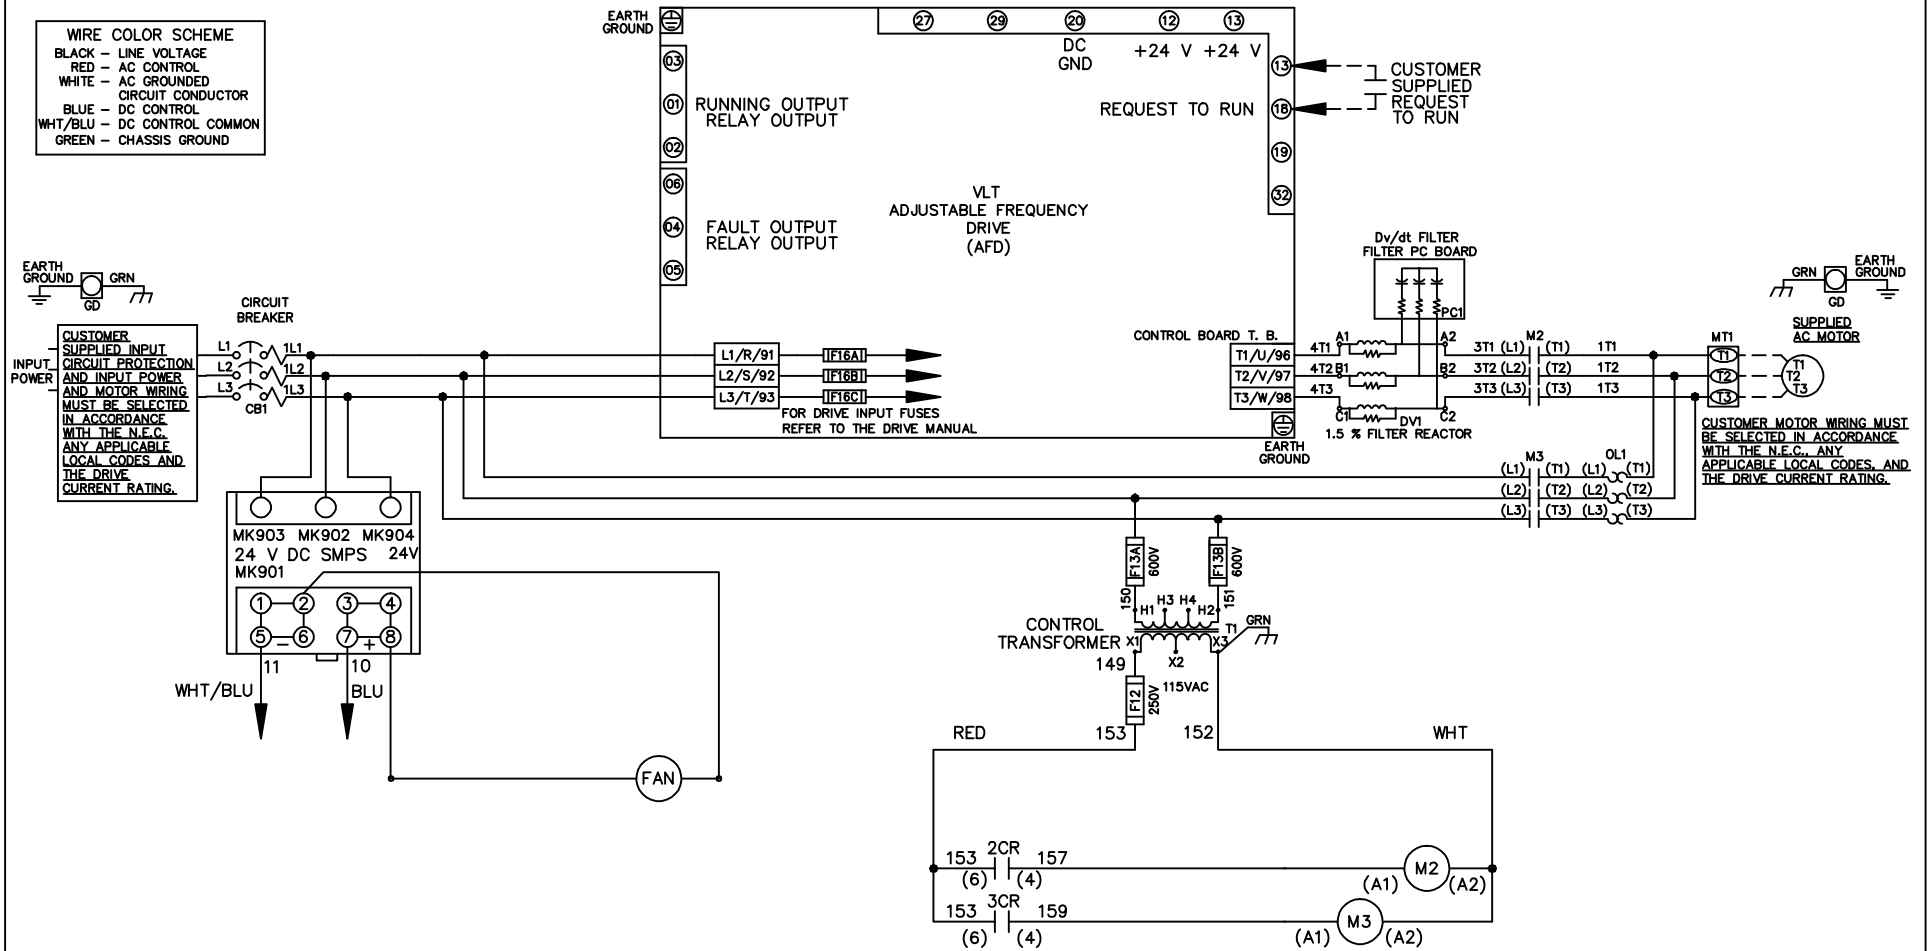 WIRE COLOR SCHEME
BLACK – LINE VOLTAGE
RED – AC CONTROL
WHITE – AC GROUNDED
CIRCUIT CONDUCTOR
BLUE – DC CONTROL
WHT/BLU – DC CONTROL COMMON
GREEN – CHASSIS GROUND
EARTH
GROUND
27
29
20
12
13
DC
GND
+24 V
+24 V
03
01
02
RUNNING OUTPUT
RELAY OUTPUT
06
04
05
FAULT OUTPUT
RELAY OUTPUT
VLT
ADJUSTABLE FREQUENCY
DRIVE
(AFD)
REQUEST TO RUN
13
18
19
32
CUSTOMER
SUPPLIED
REQUEST
TO RUN
EARTH
GROUND
GRN
GD
CIRCUIT
BREAKER
INPUT
POWER
CUSTOMER
SUPPLIED INPUT
CIRCUIT PROTECTION
AND INPUT POWER
AND MOTOR WIRING
MUST BE SELECTED
IN ACCORDANCE
WITH THE N.E.C.
ANY APPLICABLE
LOCAL CODES AND
THE DRIVE
CURRENT RATING.
L1
L2
L3
CB1
1L1
1L2
1L3
L1/R/91
L2/S/92
L3/T/93
F16A
F16B
F16C
FOR DRIVE INPUT FUSES
REFER TO THE DRIVE MANUAL
CONTROL BOARD T. B.
T1/U/96
T2/V/97
T3/W/98
EARTH
GROUND
Dv/dt FILTER
FILTER PC BOARD
PC1
4T1
4T2
4T3
A1
B1
C1
A2
B2
C2
DV1
1.5 % FILTER REACTOR
M2
3T1 (L1) (T1) 1T1
3T2 (L2) (T2) 1T2
3T3 (L3) (T3) 1T3
GRN
GD
EARTH
GROUND
SUPPLIED
AC MOTOR
MT1
T1
T2
T3
T1
T2
T3
CUSTOMER MOTOR WIRING MUST
BE SELECTED IN ACCORDANCE
WITH THE N.E.C., ANY
APPLICABLE LOCAL CODES, AND
THE DRIVE CURRENT RATING.
M3
OL1
(L1) (T1) (L1) (T1)
(L2) (T2) (L2) (T2)
(L3) (T3) (L3) (T3)
MK903 MK902 MK904
24 V DC SMPS 24V
MK901
1 2 3 4
5 – 6 7 + 8
11
10
WHT/BLU
BLU
FAN
F13A
600V
F13B
600V
150
151
H1 H3 H4 H2
CONTROL
TRANSFORMER
T1
GRN
X1
X2
X3
149
115VAC
F12
250V
153
152
RED
WHT
153 2CR 157
(6) (4)
M2
(A1) (A2)
153 3CR 159
(6) (4)
M3
(A1) (A2)